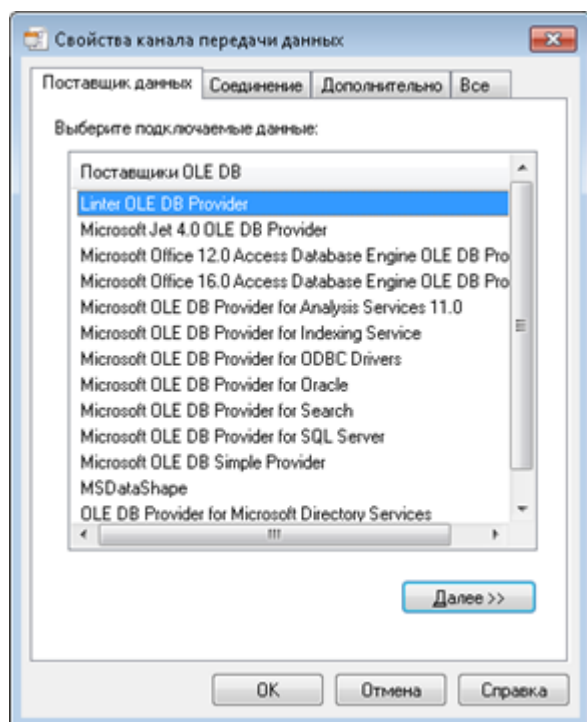 Свойства канала передачи данных
Поставщик данных Соединение Дополнительно Все
Выберите подключаемые данные:
Поставщики OLE DB
Linter OLE DB Provider
Microsoft Jet 4.0 OLE DB Provider
Microsoft Office 12.0 Access Database Engine OLE DB Pro
Microsoft Office 16.0 Access Database Engine OLE DB Pro
Microsoft OLE DB Provider for Analysis Services 11.0
Microsoft OLE DB Provider for Indexing Service
Microsoft OLE DB Provider for ODBC Drivers
Microsoft OLE DB Provider for Oracle
Microsoft OLE DB Provider for Search
Microsoft OLE DB Provider for SQL Server
Microsoft OLE DB Simple Provider
MSDataShape
OLE DB Provider for Microsoft Directory Services
Далее >>
OK Отмена Справка